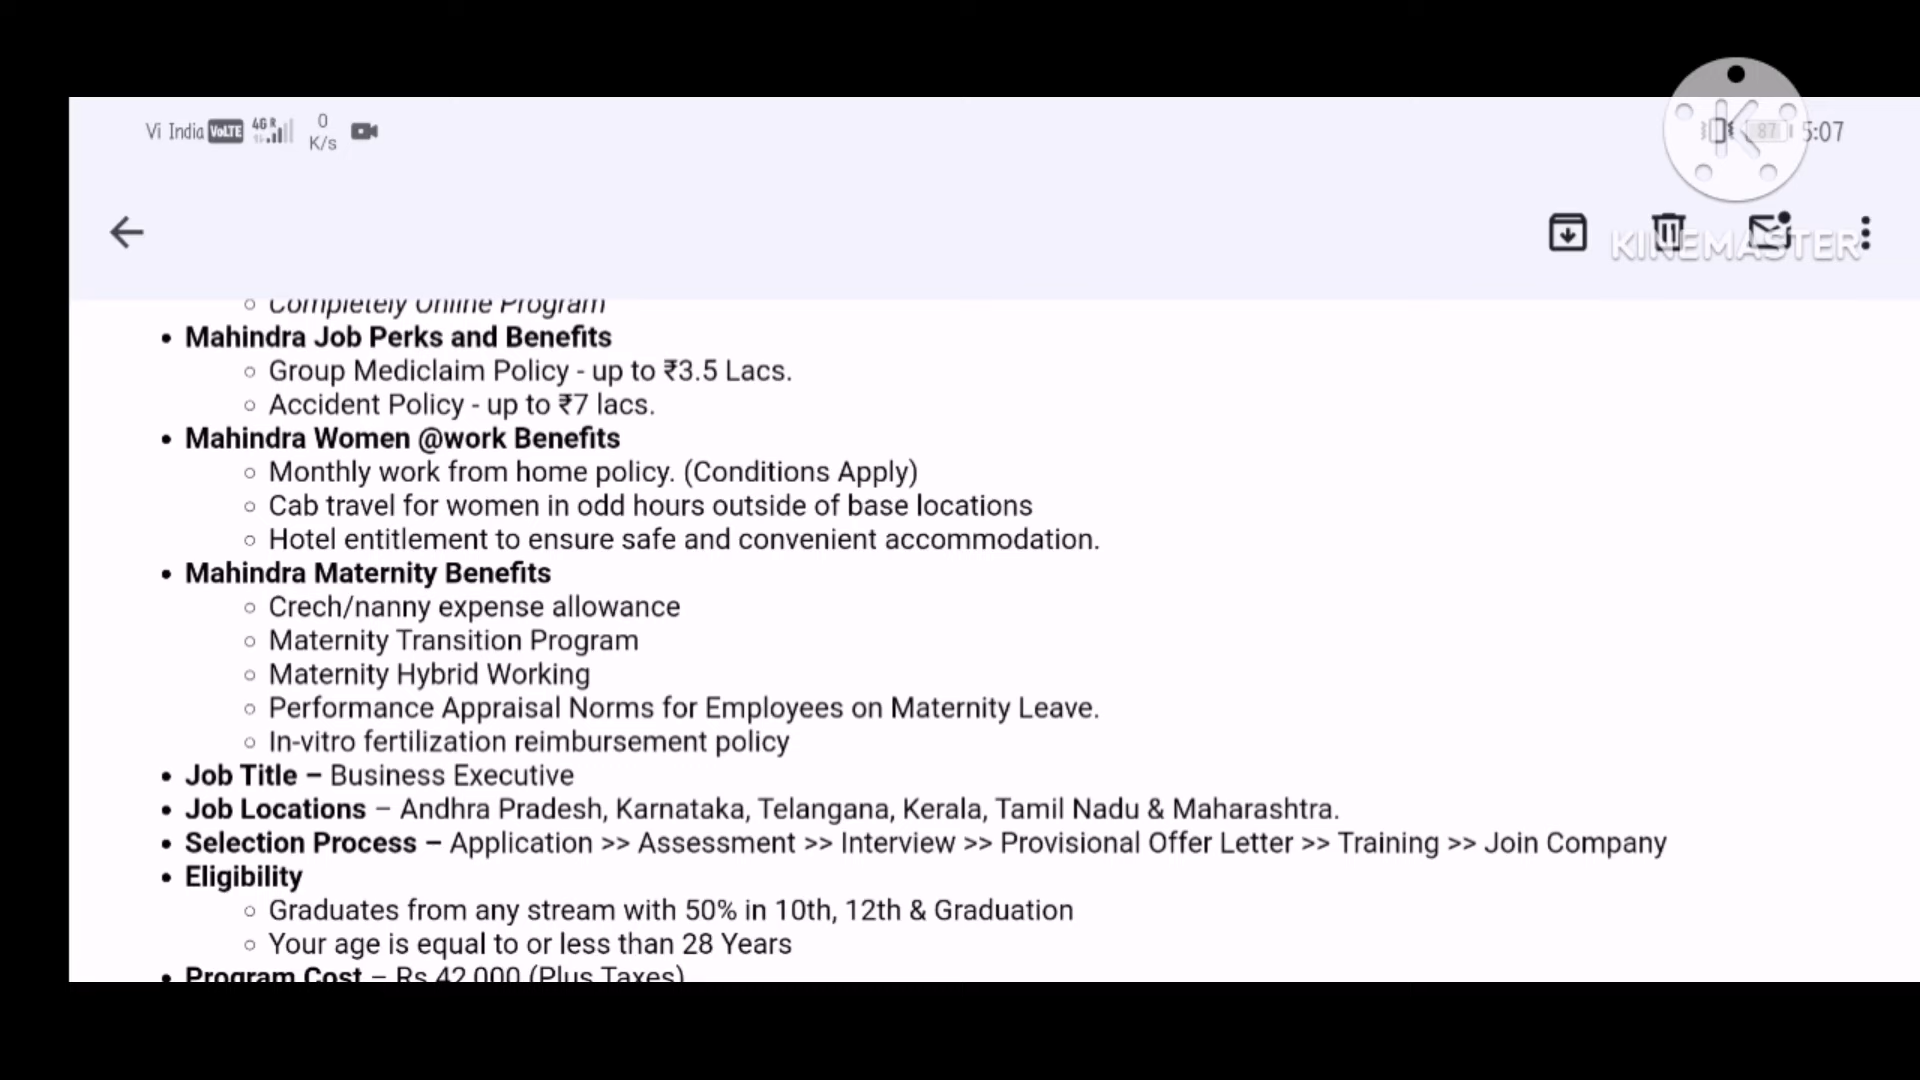 Vi India VoLTE 4G R 0 K/s 87 5:07
KINEMASTER
Completely Online Program
Mahindra Job Perks and Benefits
Group Mediclaim Policy - up to ₹3.5 Lacs.
Accident Policy - up to ₹7 lacs.
Mahindra Women @work Benefits
Monthly work from home policy. (Conditions Apply)
Cab travel for women in odd hours outside of base locations
Hotel entitlement to ensure safe and convenient accommodation.
Mahindra Maternity Benefits
Crech/nanny expense allowance
Maternity Transition Program
Maternity Hybrid Working
Performance Appraisal Norms for Employees on Maternity Leave.
In-vitro fertilization reimbursement policy
Job Title – Business Executive
Job Locations – Andhra Pradesh, Karnataka, Telangana, Kerala, Tamil Nadu & Maharashtra.
Selection Process – Application >> Assessment >> Interview >> Provisional Offer Letter >> Training >> Join Company
Eligibility
Graduates from any stream with 50% in 10th, 12th & Graduation
Your age is equal to or less than 28 Years
Program Cost – Rs 42,000 (Plus Taxes)